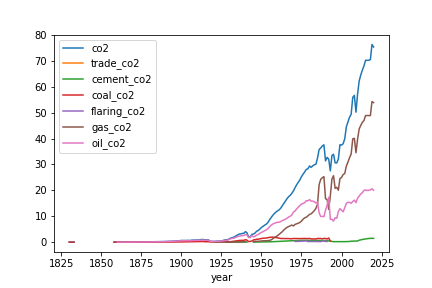 80
70
60
50
40
30
20
10
0
co2
trade_co2
cement_co2
coal_co2
flaring_co2
gas_co2
oil_co2
1825 1850 1875 1900 1925 1950 1975 2000 2025
year